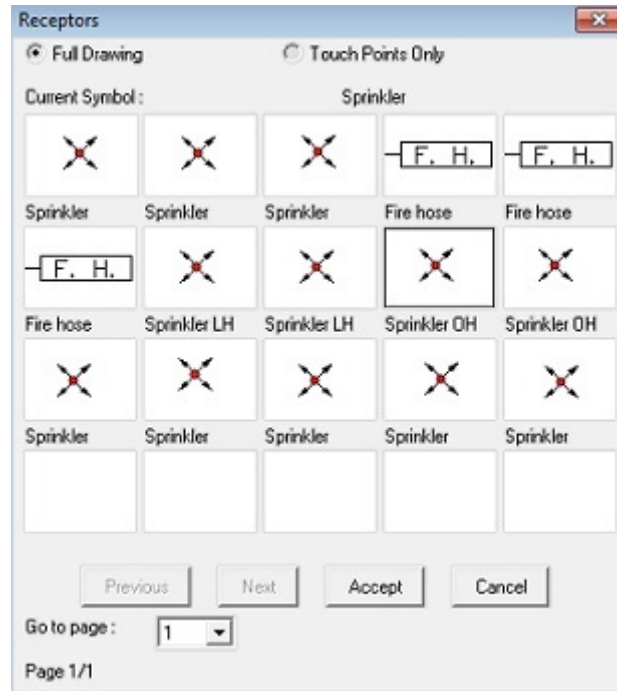 Receptors
Full Drawing Touch Points Only
Current Symbol : Sprinkler
F. H. F. H.
Sprinkler Sprinkler Sprinkler Fire hose Fire hose
F. H.
Fire hose Sprinkler LH Sprinkler LH Sprinkler OH Sprinkler OH
Sprinkler Sprinkler Sprinkler Sprinkler Sprinkler
Previous Next Accept Cancel
Go to page : 1
Page 1/1